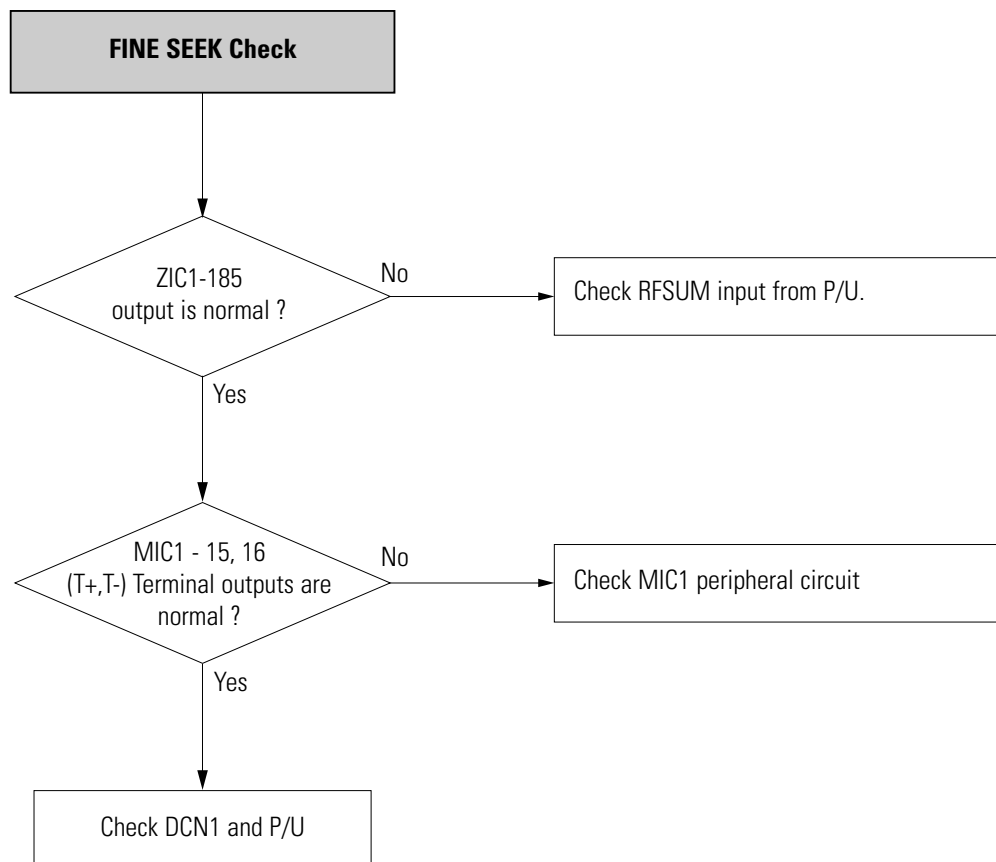 FINE SEEK Check
ZIC1-185
output is normal ?
No
Check RFSUM input from P/U.
Yes
MIC1 - 15, 16
(T+,T-) Terminal outputs are
normal ?
No
Check MIC1 peripheral circuit
Yes
Check DCN1 and P/U